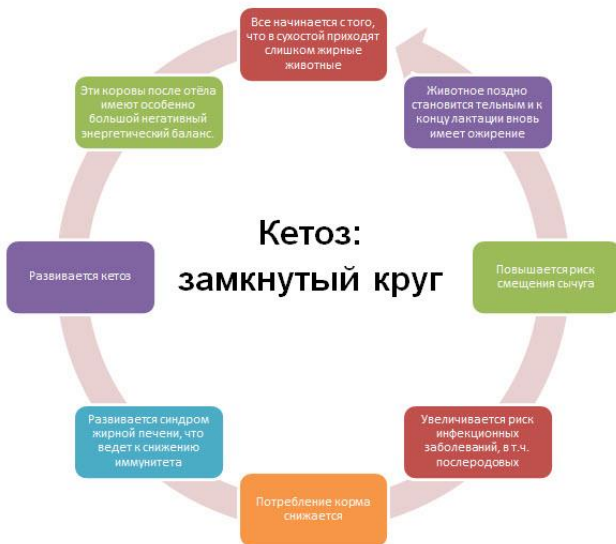 Все начинается с того,
что в сухостой приходят
слишком жирные
животные
Эти коровы после отёла
имеют особенно
большой негативный
энергетический баланс.
Животное поздно
становится тельным и к
концу лактации вновь
имеет ожирение
Кетоз:
замкнутый круг
Развивается кетоз
Повышается риск
смещения сычуга
Развивается синдром
жирной печени, что
ведет к снижению
иммунитета
Увеличивается риск
инфекционных
заболеваний, в т.ч.
послеродовых
Потребление корма
снижается